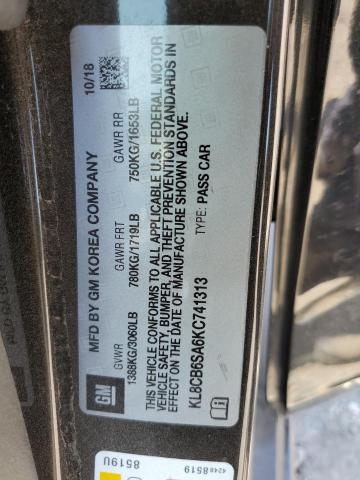 MFD BY GM KOREA COMPANY 10/18
GVWR GAWR FRT GAWR RR
1388KG/3060LB 780KG/1719LB 750KG/1653LB
THIS VEHICLE CONFORMS TO ALL APPLICABLE U.S. FEDERAL MOTOR
VEHICLE SAFETY, BUMPER, AND THEFT PREVENTION STANDARDS IN
EFFECT ON THE DATE OF MANUFACTURE SHOWN ABOVE.
KL8CB6SA6KC741313 TYPE: PASS CAR
GM
8519U
42488519